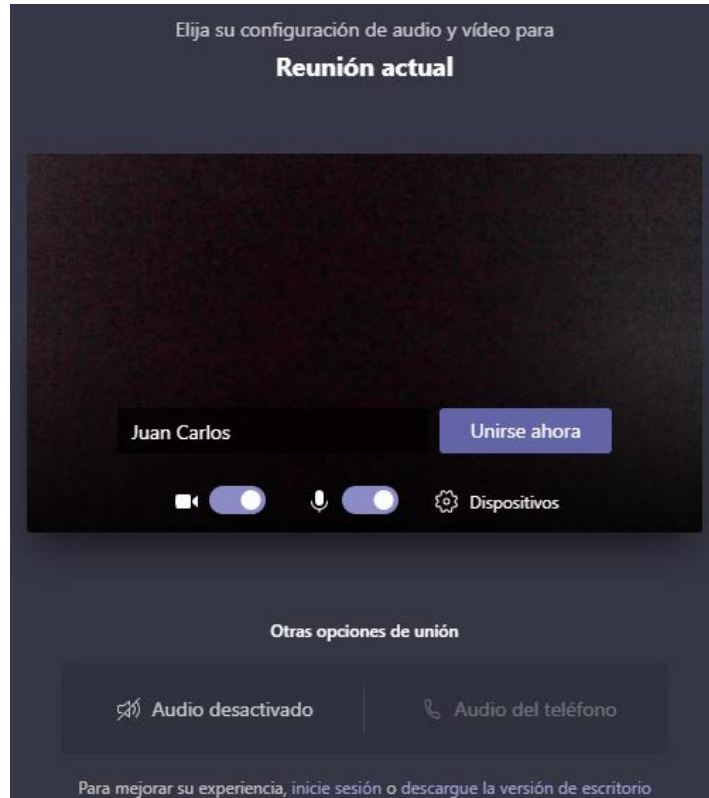 Elija su configuración de audio y vídeo para
Reunión actual
Juan Carlos
Unirse ahora
Dispositivos
Otras opciones de unión
Audio desactivado
Audio del teléfono
Para mejorar su experiencia, inicie sesión o descargue la versión de escritorio